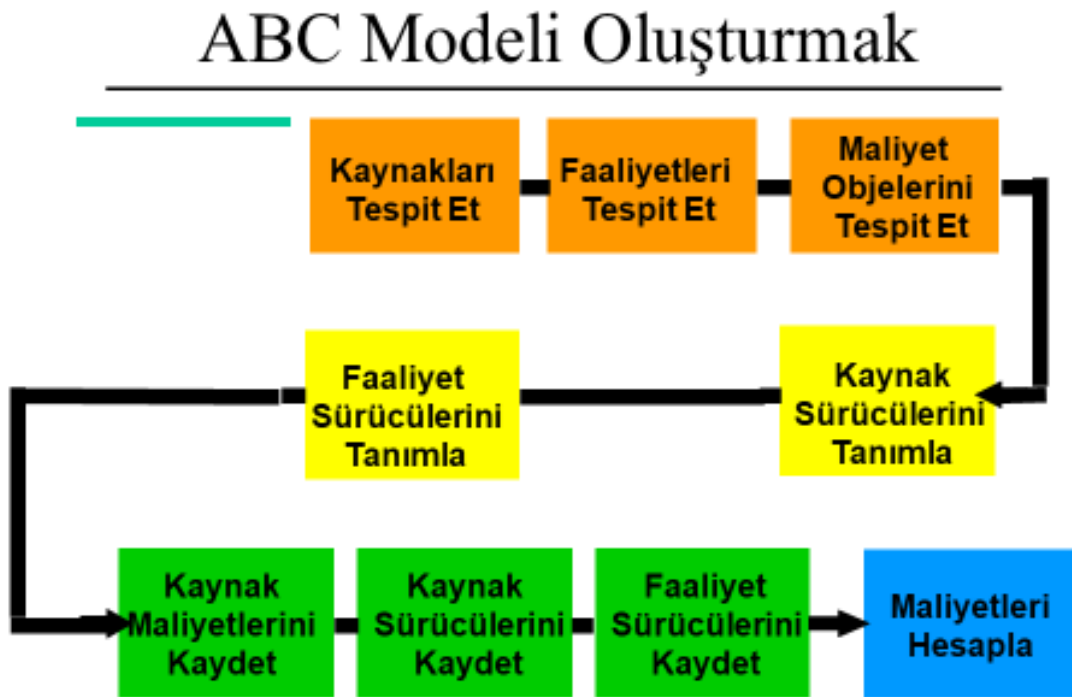 ABC Modeli Oluşturmak
Kaynakları
Tespit Et
Faaliyetleri
Tespit Et
Maliyet
Objelerini
Tespit Et
Kaynak
Sürücülerini
Tanımla
Faaliyet
Sürücülerini
Tanımla
Kaynak
Maliyetlerini
Kaydet
Kaynak
Sürücülerini
Kaydet
Faaliyet
Sürücülerini
Kaydet
Maliyetleri
Hesapla